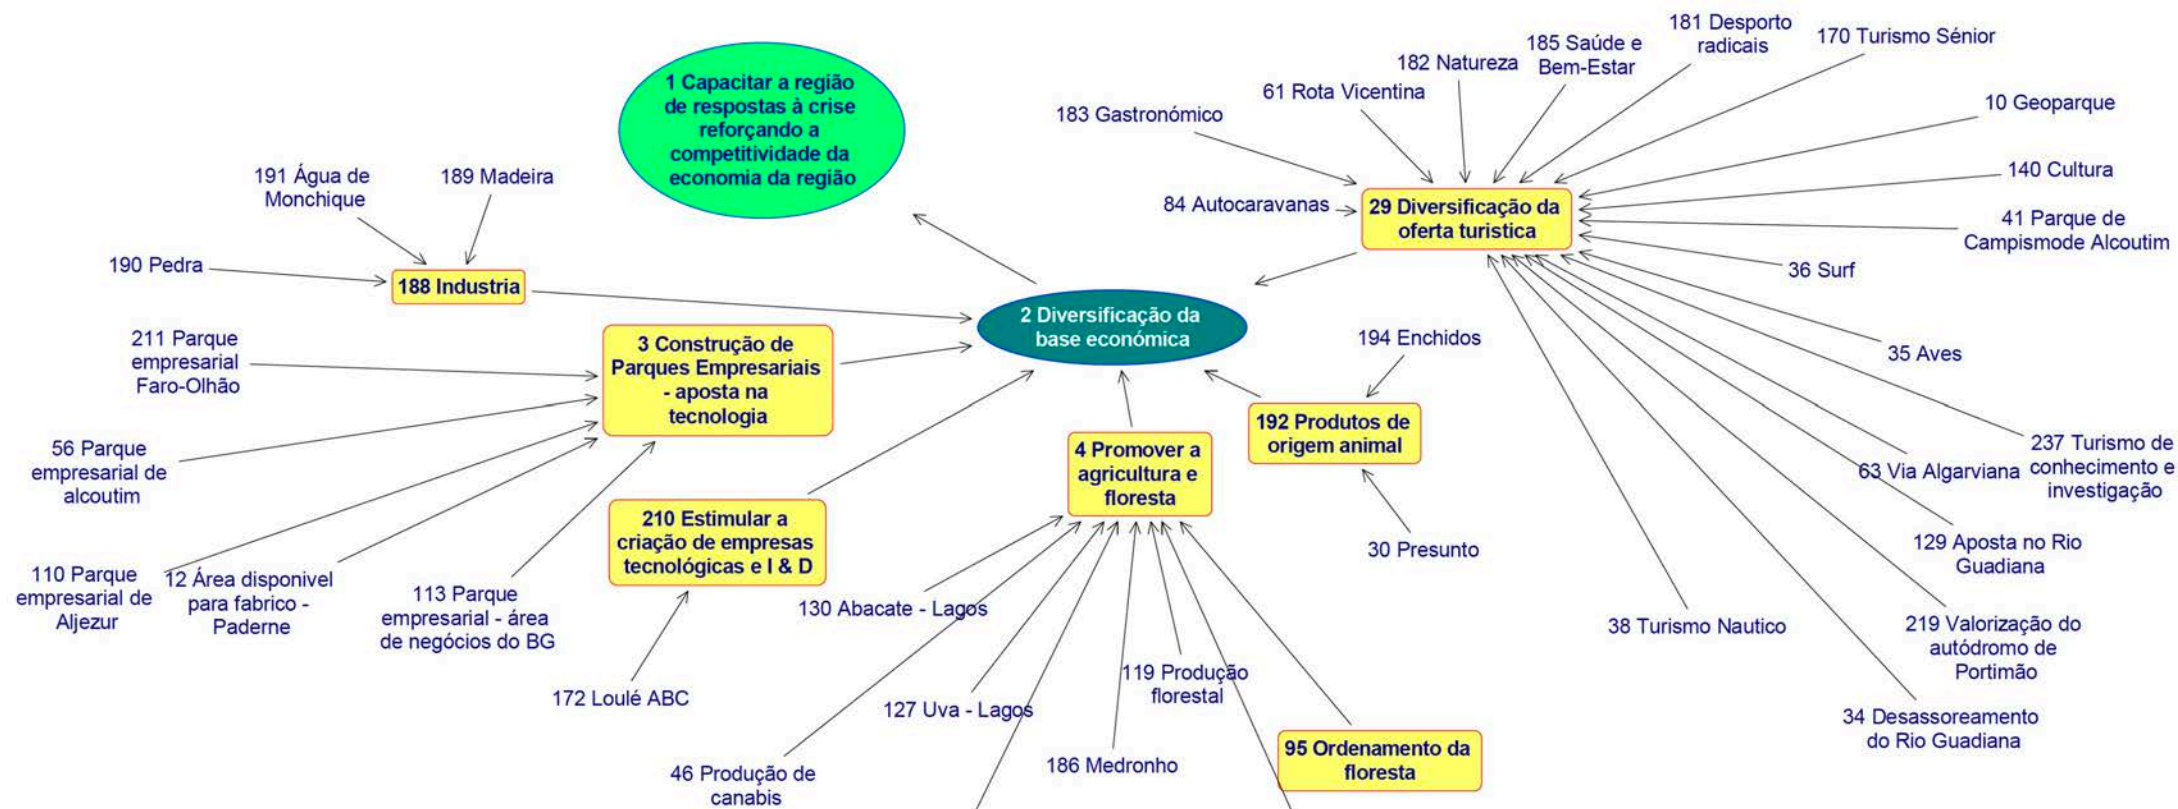 1 Capacitar a região
de respostas à crise
reforçando a
competitividade da
economia da região
181 Desporto
radicais
170 Turismo Sénior
185 Saúde e
Bem-Estar
182 Natureza
61 Rota Vicentina
183 Gastronómico
10 Geoparque
191 Água de
Monchique
189 Madeira
140 Cultura
84 Autocaravanas
29 Diversificação da
oferta turistica
41 Parque de
Campismode Alcoutim
190 Pedra
188 Industria
36 Surf
2 Diversificação da
base económica
211 Parque
empresarial
Faro-Olhão
3 Construção de
Parques Empresariais
- aposta na
tecnologia
194 Enchidos
35 Aves
192 Produtos de
origem animal
56 Parque
empresarial de
alcoutim
4 Promover a
agricultura e
floresta
237 Turismo de
conhecimento e
investigação
63 Via Algarviana
210 Estimular a
criação de empresas
tecnológicas e I & D
30 Presunto
129 Aposta no Rio
Guadiana
110 Parque
empresarial de
Aljezur
12 Área disponivel
para fabrico -
Paderne
113 Parque
empresarial - área
de negócios do BG
130 Abacate - Lagos
38 Turismo Nautico
219 Valorização do
autódromo de
Portimão
172 Loulé ABC
119 Produção
florestal
127 Uva - Lagos
34 Desassoreamento
do Rio Guadiana
46 Produção de
canabis
186 Medronho
95 Ordenamento da
floresta